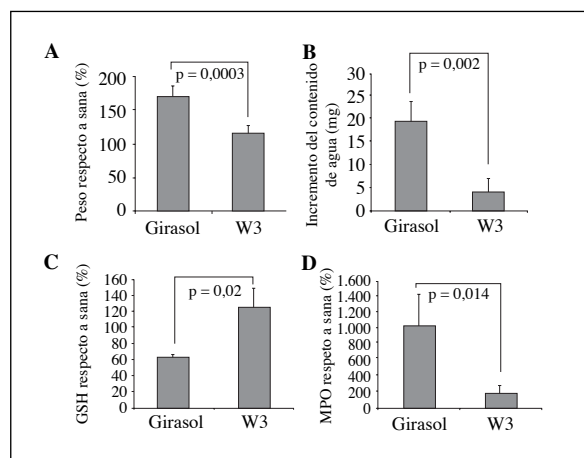 A
Peso respecto a sana (%)
200
150
100
50
0
p = 0,0003
Girasol
W3
B
Incremento del contenido
de agua (mg)
30
25
20
15
10
5
0
p = 0,002
Girasol
W3
C
GSH respecto a sana (%)
160
140
120
100
80
60
40
20
0
p = 0,02
Girasol
W3
D
MPO respeto a sana (%)
1.600
1.400
1.200
1.000
800
600
400
200
0
p = 0,014
Girasol
W3